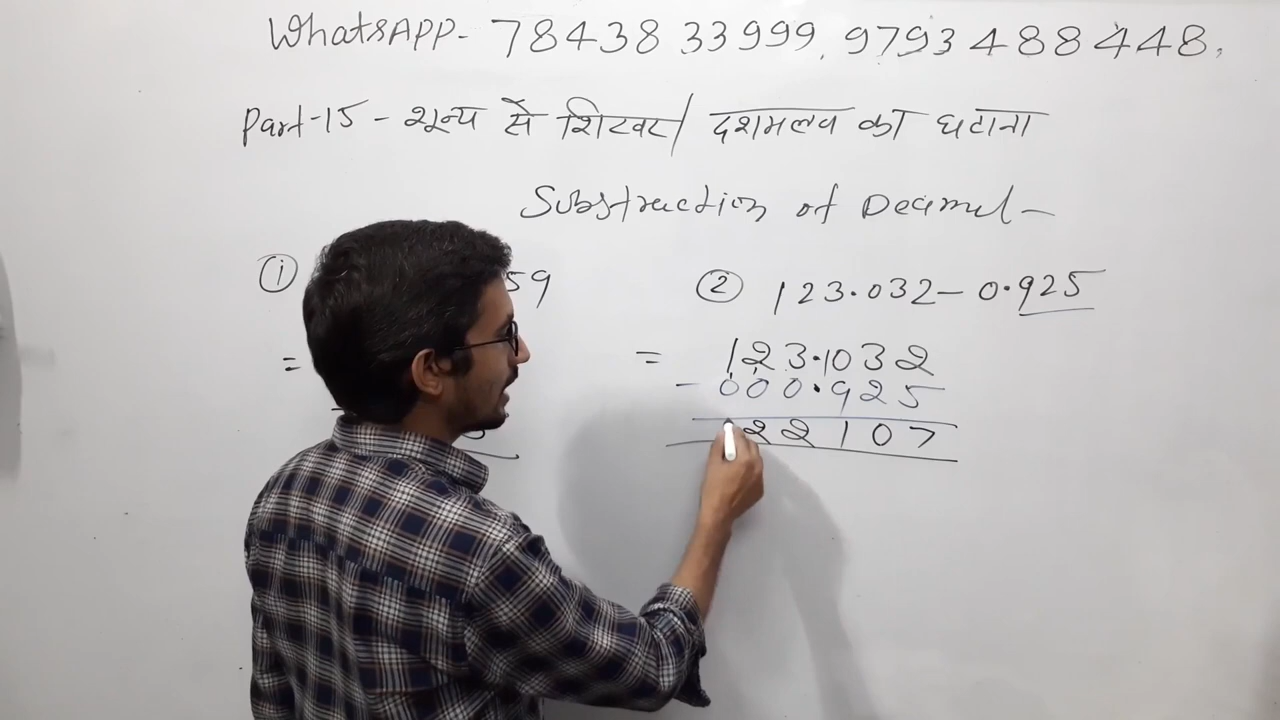 WhatsAPP- 7843833999, 9793488448,
Part-15 - शून्य से शिखर / दशमलव का घटाना
Substraction of Decimal-
① 59 ② 123.032-0.925
= = 123.1032
- 000.925
22107